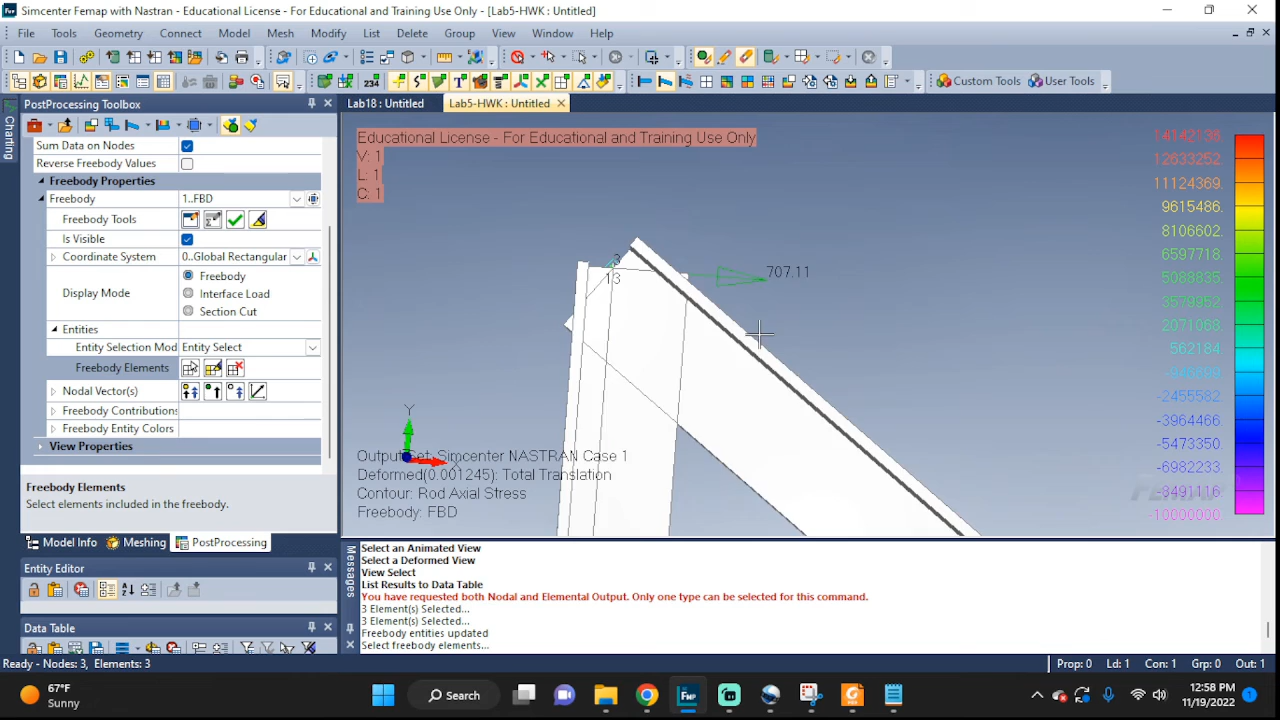 Simcenter Femap with Nastran - Educational License - For Educational and Training Use Only - [Lab5-HWK : Untitled]
File Tools Geometry Connect Model Mesh Modify List Delete Group View Window Help
234 Custom Tools User Tools
PostProcessing Toolbox
Charting
Lab18 : Untitled
Lab5-HWK : Untitled
Sum Data on Nodes
Reverse Freebody Values
Freebody Properties
Freebody 1..FBD
Freebody Tools
Is Visible
Coordinate System 0..Global Rectangular
Display Mode
Freebody
Interface Load
Section Cut
Entities
Entity Selection Mod Entity Select
Freebody Elements
Nodal Vector(s)
Freebody Contributions
Freebody Entity Colors
View Properties
Freebody Elements
Select elements included in the freebody.
Model Info Meshing PostProcessing
Entity Editor
Data Table
Educational License - For Educational and Training Use Only
V: 1
L: 1
C: 1
3
13
707.11
Y
Output Set: Simcenter NASTRAN Case 1
Deformed(0.001245): Total Translation
Contour: Rod Axial Stress
Freebody: FBD
14142136.
12633252.
11124369.
9615486.
8106602.
6597718.
5088835.
3579952.
2071068.
562184.
-2455582.
-3964466.
-5473350.
-6982233.
-8491116.
-10000000.
FEMAP
Messages
Select an Animated View
Select a Deformed View
View Select
List Results to Data Table
You have requested both Nodal and Elemental Output. Only one type can be selected for this command.
3 Element(s) Selected...
3 Element(s) Selected...
Freebody entities updated
Select freebody elements...
Ready - Nodes: 3, Elements: 3
Prop: 0 Ld: 1 Con: 1 Grp: 0 Out: 1
67°F
Sunny
Search
FMP
12:58 PM
11/19/2022
1